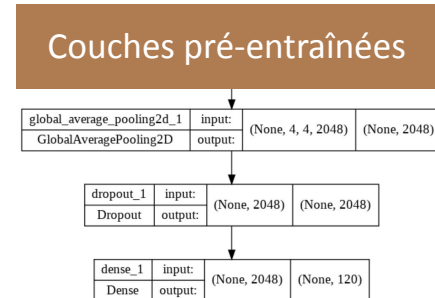 Couches pré-entraînées
global_average_pooling2d_1 input: (None, 4, 4, 2048) (None, 2048)
GlobalAveragePooling2D output:
dropout_1 input: (None, 2048) (None, 2048)
Dropout output:
dense_1 input: (None, 2048) (None, 120)
Dense output: